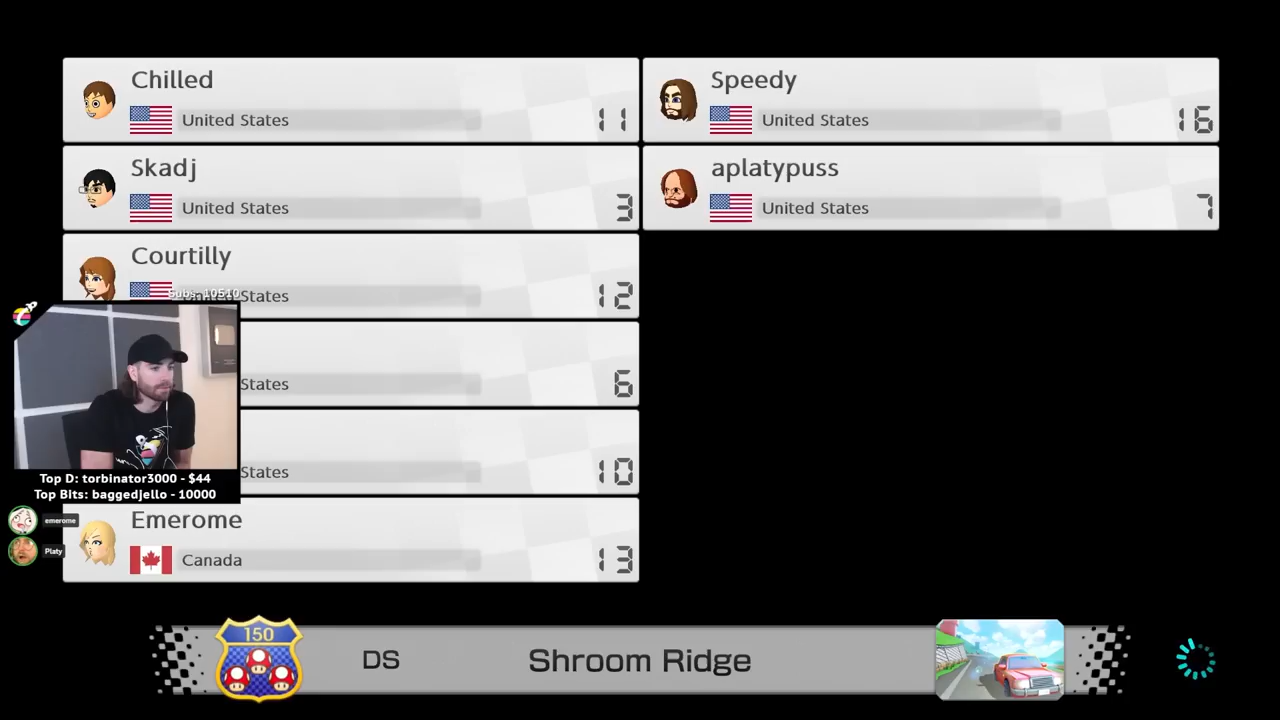 Chilled
United States
11
Speedy
United States
16
Skadj
United States
3
aplatypuss
United States
7
Courtilly
Subs: 10510
States
12
States
6
States
10
Top D: torbinator3000 - $44
Top Bits: baggedjello - 10000
emerome
Platy
Emerome
Canada
13
150
DS
Shroom Ridge